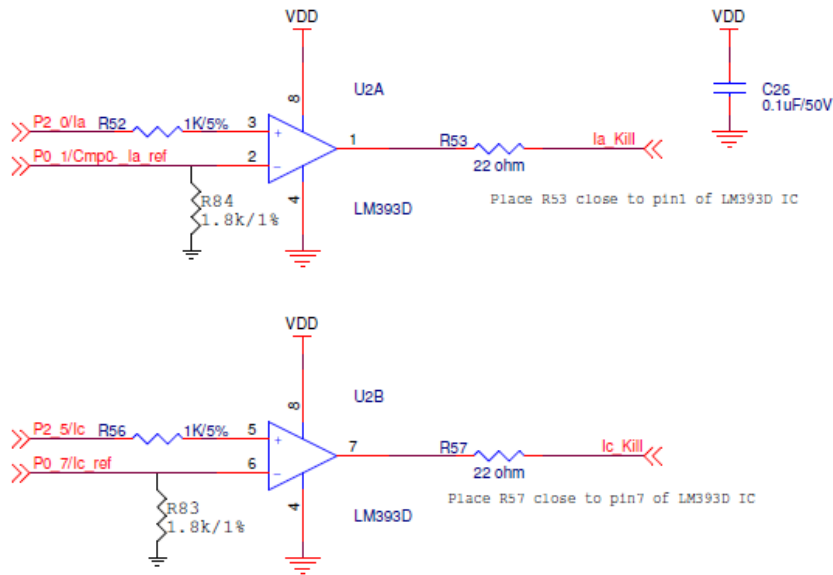 VDD
VDD
U2A
C26
0.1uF/50V
8
P2_0/Ia R52 1K/5% 3
+
1
R53
Ia_Kill
P0_1/Cmp0-_Ia_ref 2
-
22 ohm
R84
1.8k/1%
4
LM393D
Place R53 close to pin1 of LM393D IC
VDD
U2B
8
P2_5/Ic R56 1K/5% 5
+
7
R57
Ic_Kill
P0_7/Ic_ref 6
-
22 ohm
R83
1.8k/1%
4
LM393D
Place R57 close to pin7 of LM393D IC